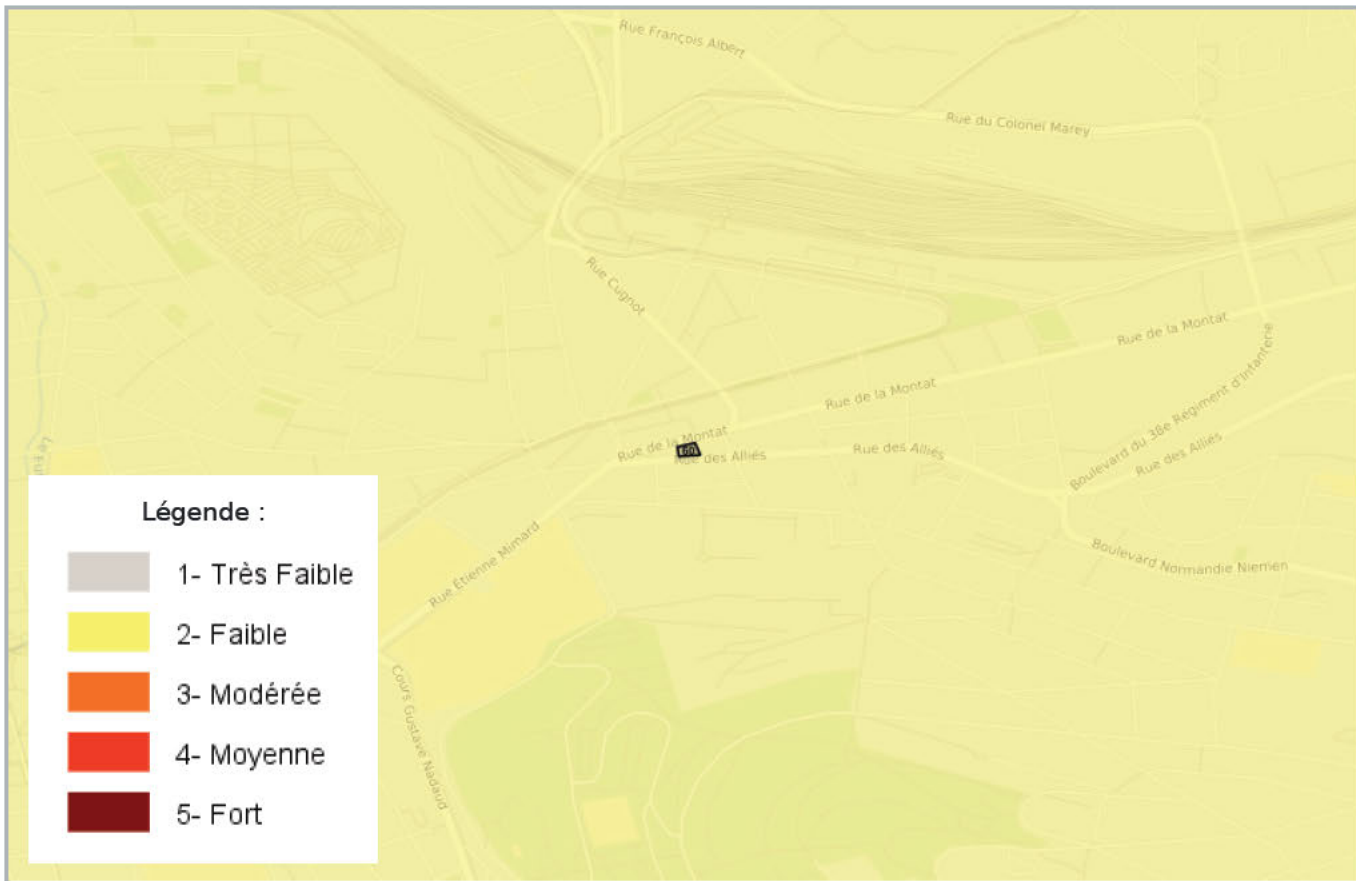 Rue François Albert
Rue du Colonel Marey
Rue Cugnot
Rue de la Montat
Rue de la Montat
Rue de la Montat
Rue des Alliés
Rue des Alliés
Boulevard du 38e Régiment d'Infanterie
Rue des Alliés
Rue Étienne Mimard
Boulevard Normandie Niemen
Cours Gustave Nadaud
Légende :
1- Très Faible
2- Faible
3- Modérée
4- Moyenne
5- Fort